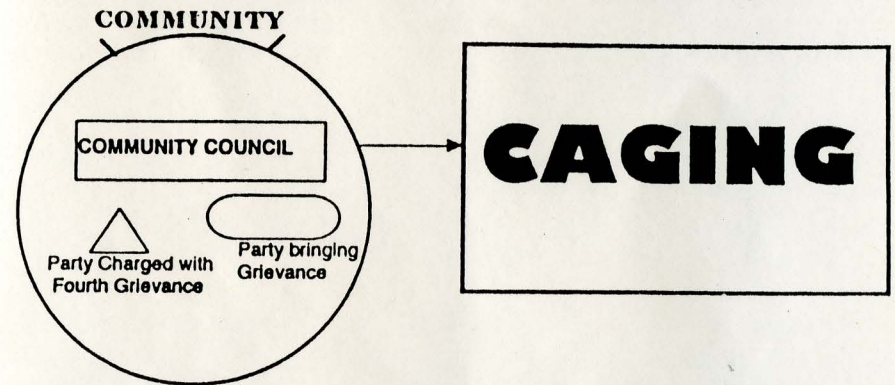 COMMUNITY
COMMUNITY COUNCIL
Party Charged with
Fourth Grievance
Party bringing
Grievance
CAGING